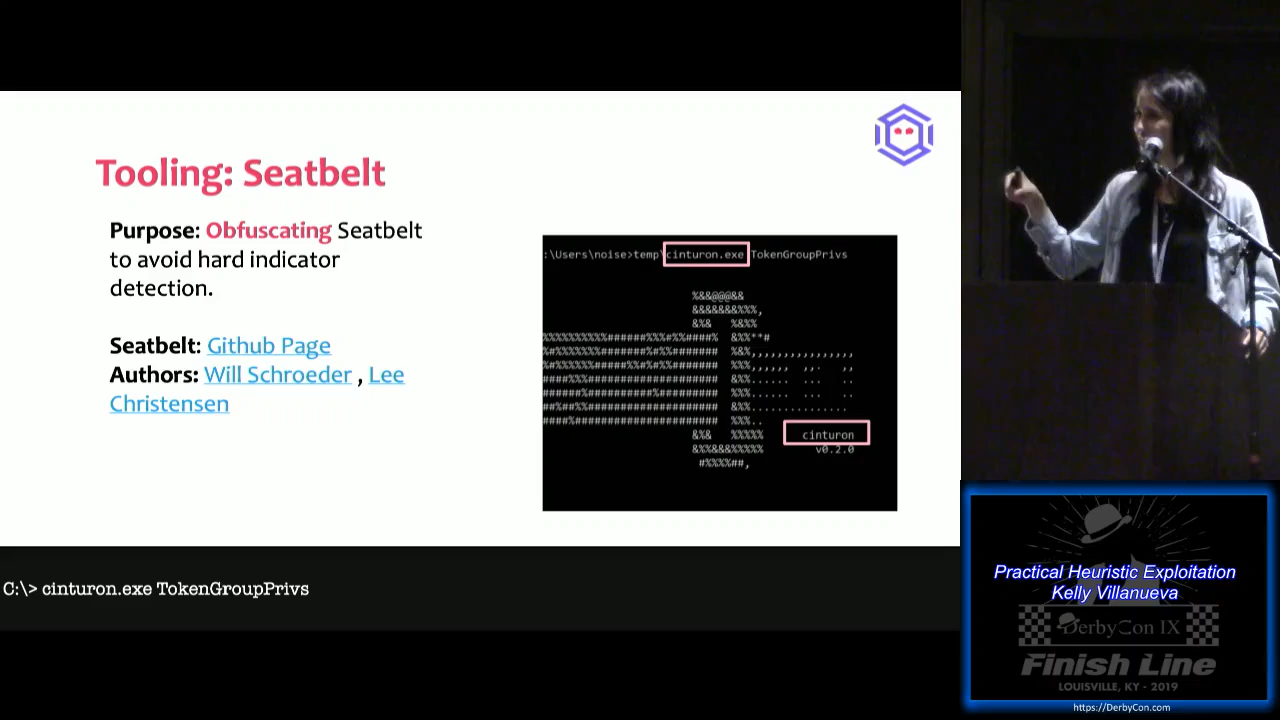 Tooling: Seatbelt
Purpose: Obfuscating Seatbelt
to avoid hard indicator
detection.
Seatbelt: Github Page
Authors: Will Schroeder , Lee
Christensen
:\Users\noise>temp\cinturon.exe TokenGroupPrivs
%&&@@@&&
&&&&&&&%%%,
&%& %&%%
%%%%%%%%%%######%%%#%%####% &%%**#
%#%%%%%%######%#%%####### %&%,,,,,,,,,,,,,,,,
%#%%%%%%#####%%#%#%%####### %%%,,,,,, ,,. ,,
####%%%###################### &%%...... ... ..
######%##########%####### %%%...... ... ..
##%##%%################## &%%...............
####%##################### %%%..
&%& %%%%% cinturon
&%%&&&%%%%% v0.2.0
#%%%%##,
C:\> cinturon.exe TokenGroupPrivs
Practical Heuristic Exploitation
Kelly Villanueva
DerbyCon IX
Finish Line
LOUISVILLE, KY - 2019
https://DerbyCon.com